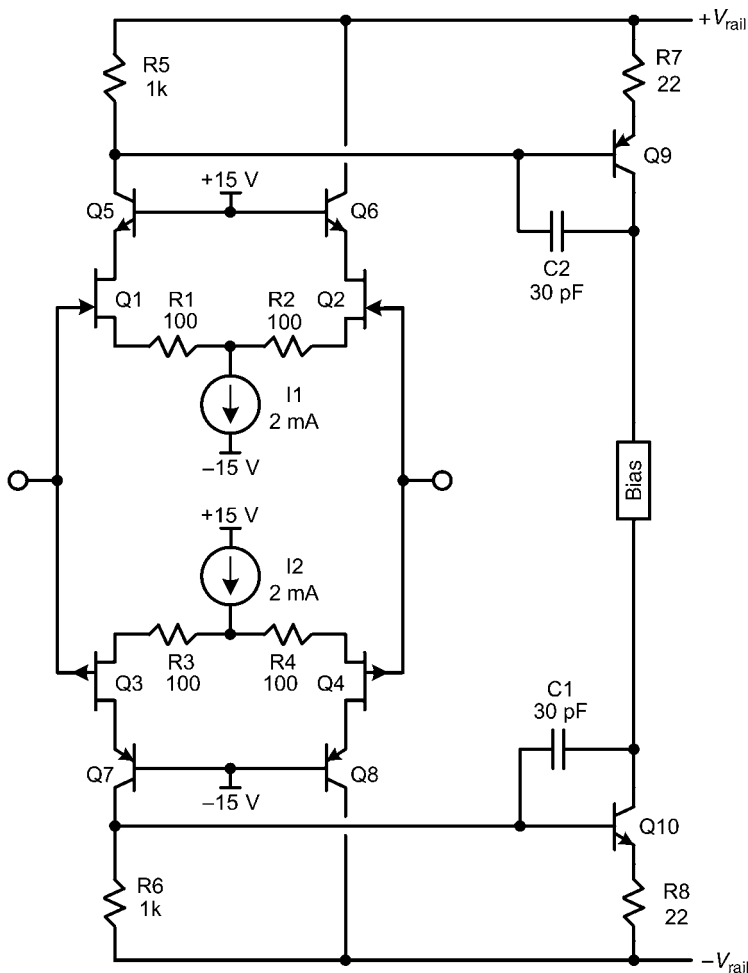 +Vrail
R5
1k
R7
22
Q9
+15 V
Q5
Q6
C2
30 pF
Q1
R1
100
R2
100
Q2
I1
2 mA
−15 V
Bias
+15 V
I2
2 mA
Q3
R3
100
R4
100
Q4
C1
30 pF
Q7
Q8
−15 V
Q10
R6
1k
R8
22
−Vrail